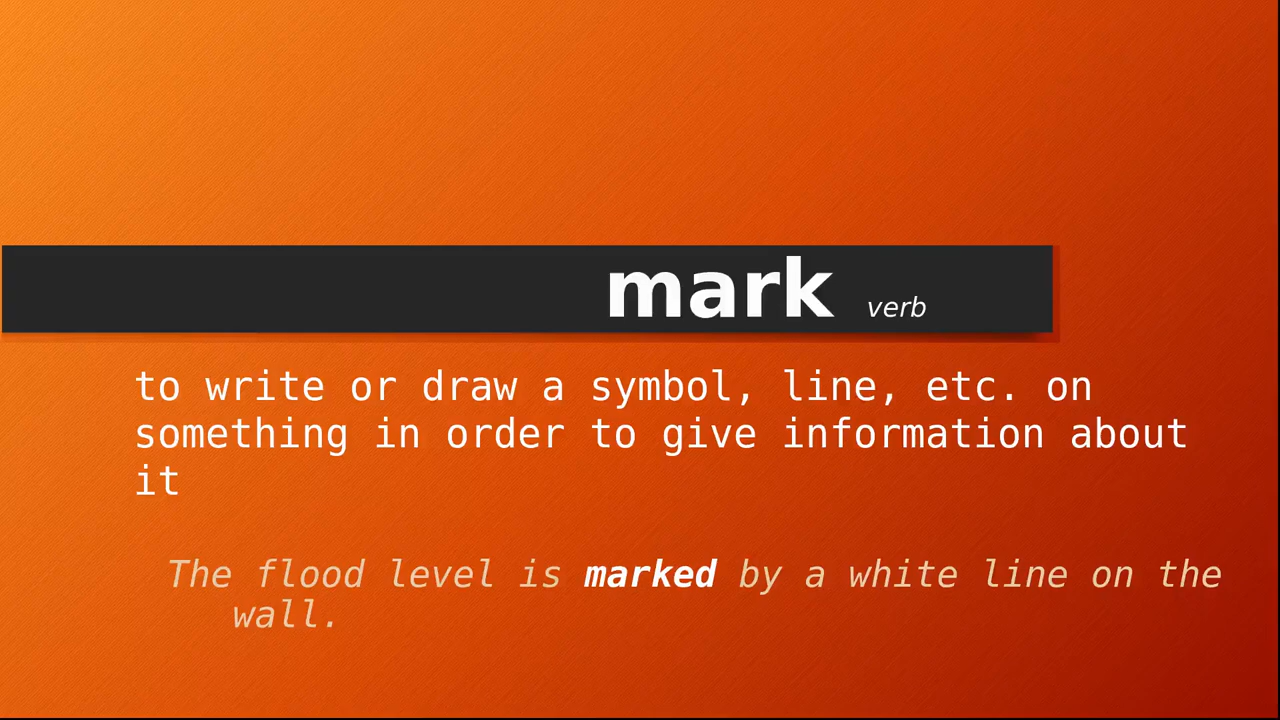 mark verb
to write or draw a symbol, line, etc. on
something in order to give information about
it
The flood level is marked by a white line on the
wall.